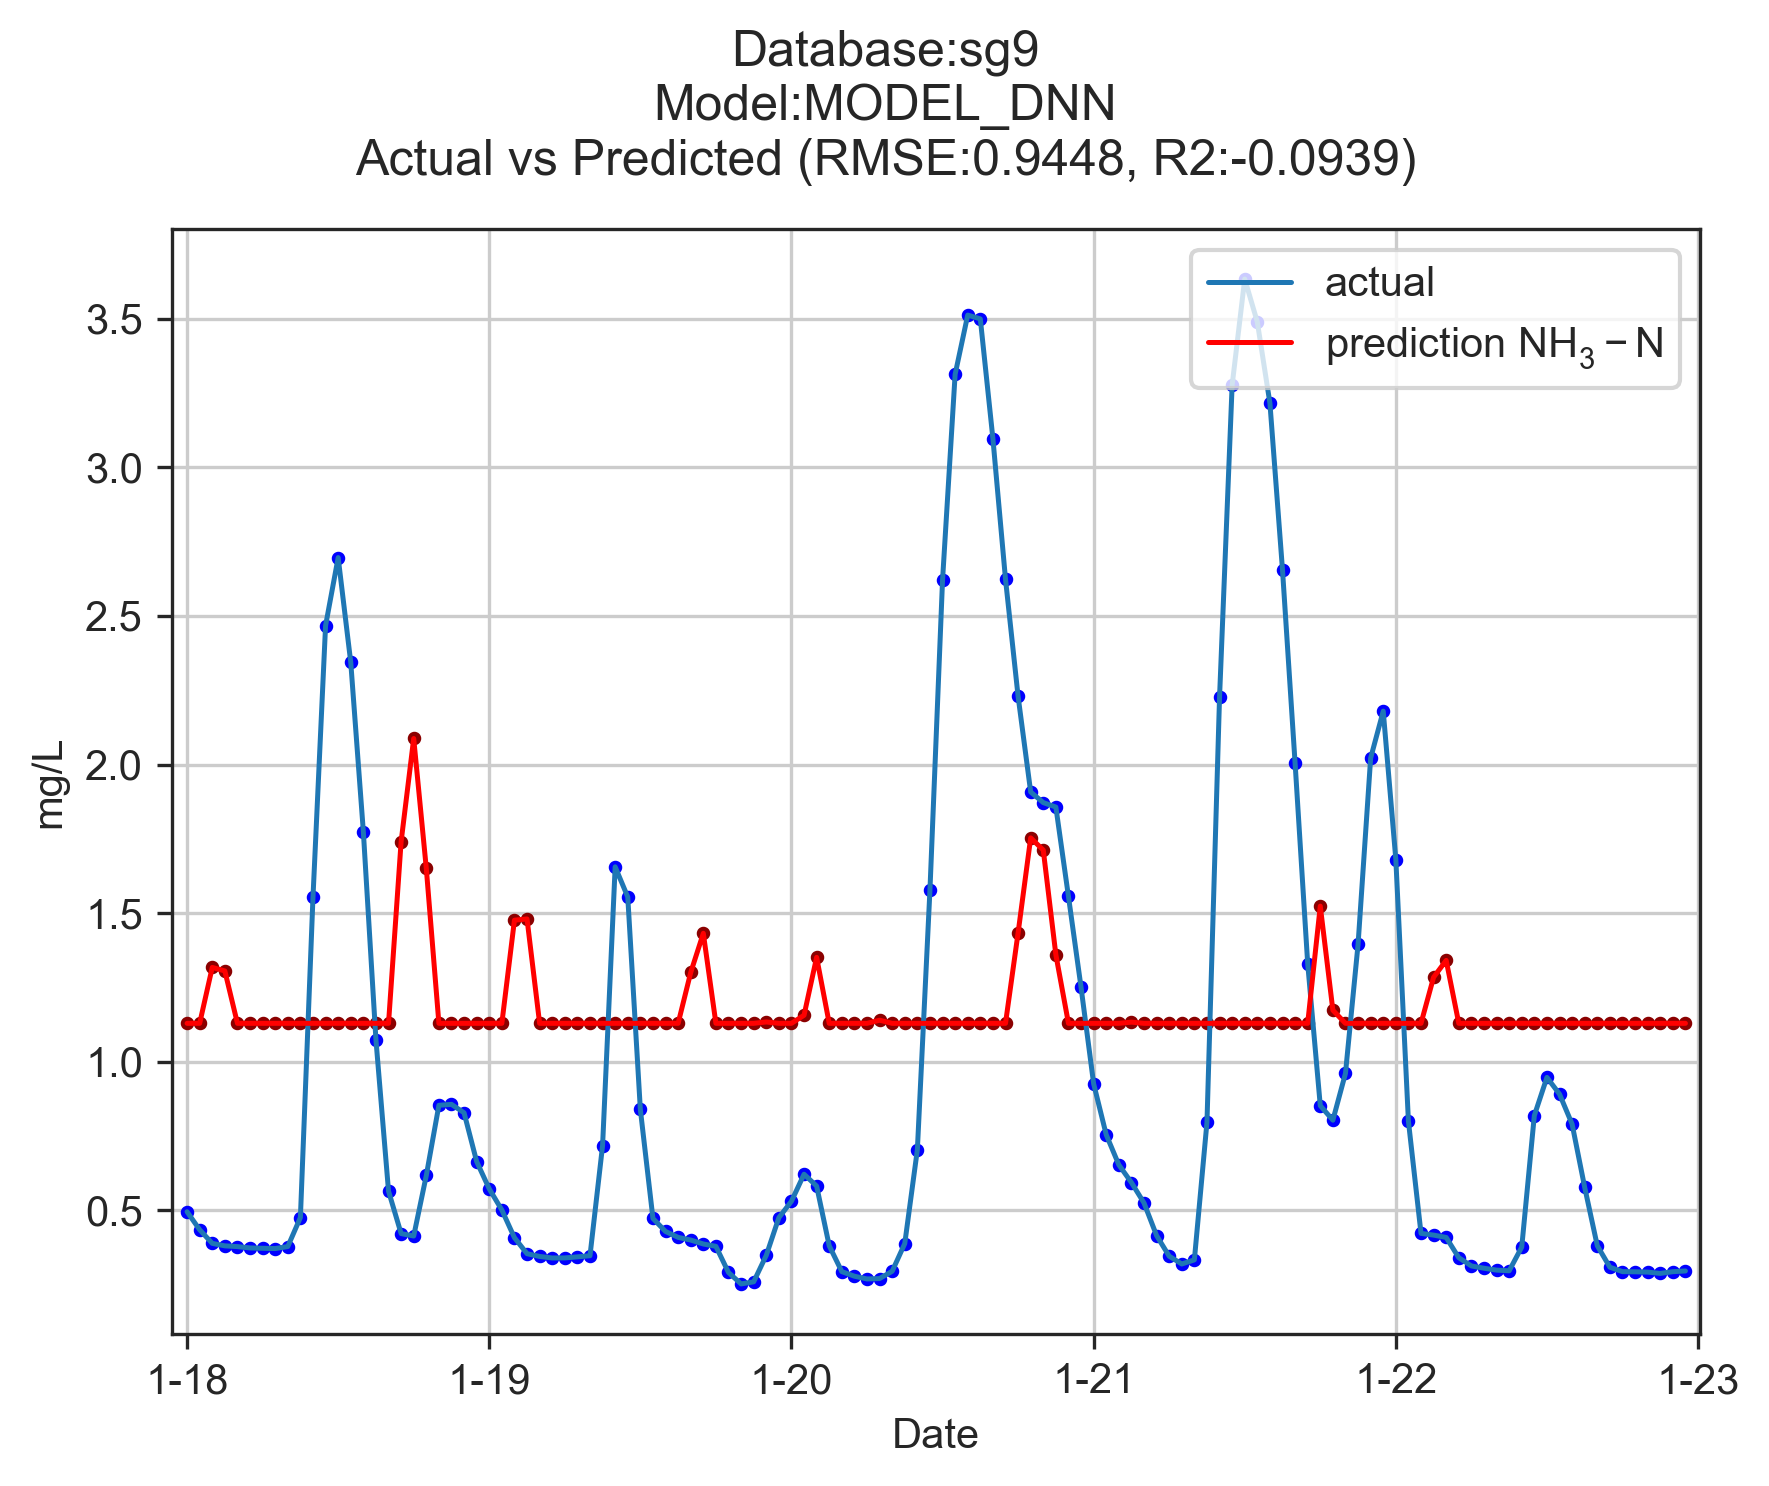 Database:sg9
Model:MODEL_DNN
Actual vs Predicted (RMSE:0.9448, R2:-0.0939)
actual
prediction NH₃−N
mg/L
3.5
3.0
2.5
2.0
1.5
1.0
0.5
1-18
1-19
1-20
1-21
1-22
1-23
Date